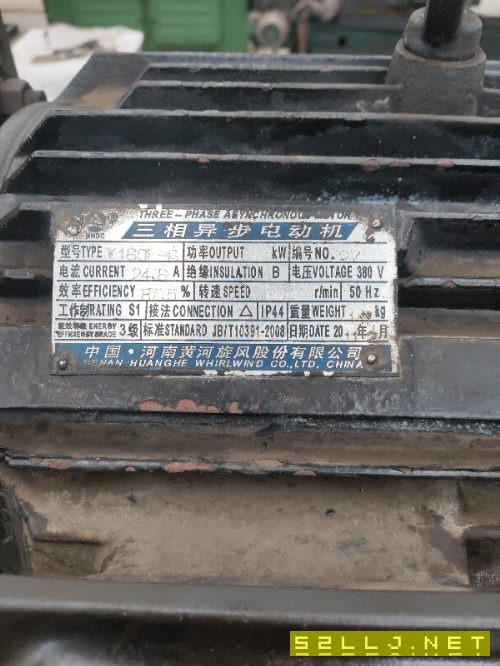 THREE-PHASE ASYNCHRONOUS MOTOR
三相异步电动机
型号TYPE 功率OUTPUT kW 编号NO.
电流CURRENT A 绝缘INSULATION B 电压VOLTAGE 380 V
效率EFFICIENCY % 转速SPEED r/min 50 Hz
工作制RATING S1 接法CONNECTION △ IP44 重量WEIGHT kg
能效等级ENERGY EFFICIENCY GRADE 3级 标准STANDARD JB/T10391-2008 日期DATE 20 年 月
中国·河南黄河旋风股份有限公司
HENAN HUANGHE WHIRLWIND CO.,LTD, CHINA
52LLJ.NET